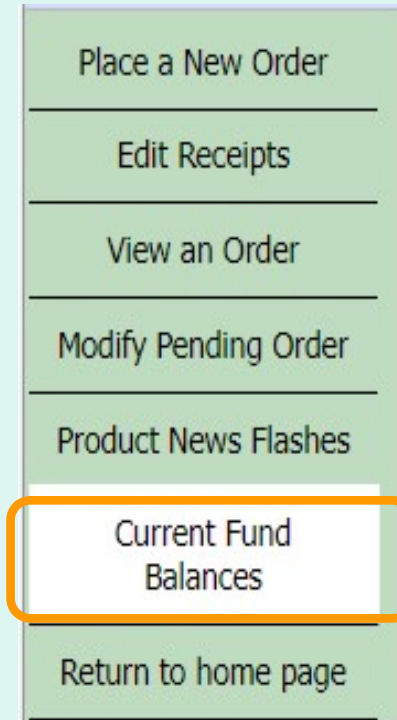 Place a New Order
Edit Receipts
View an Order
Modify Pending Order
Product News Flashes
Current Fund
Balances
Return to home page